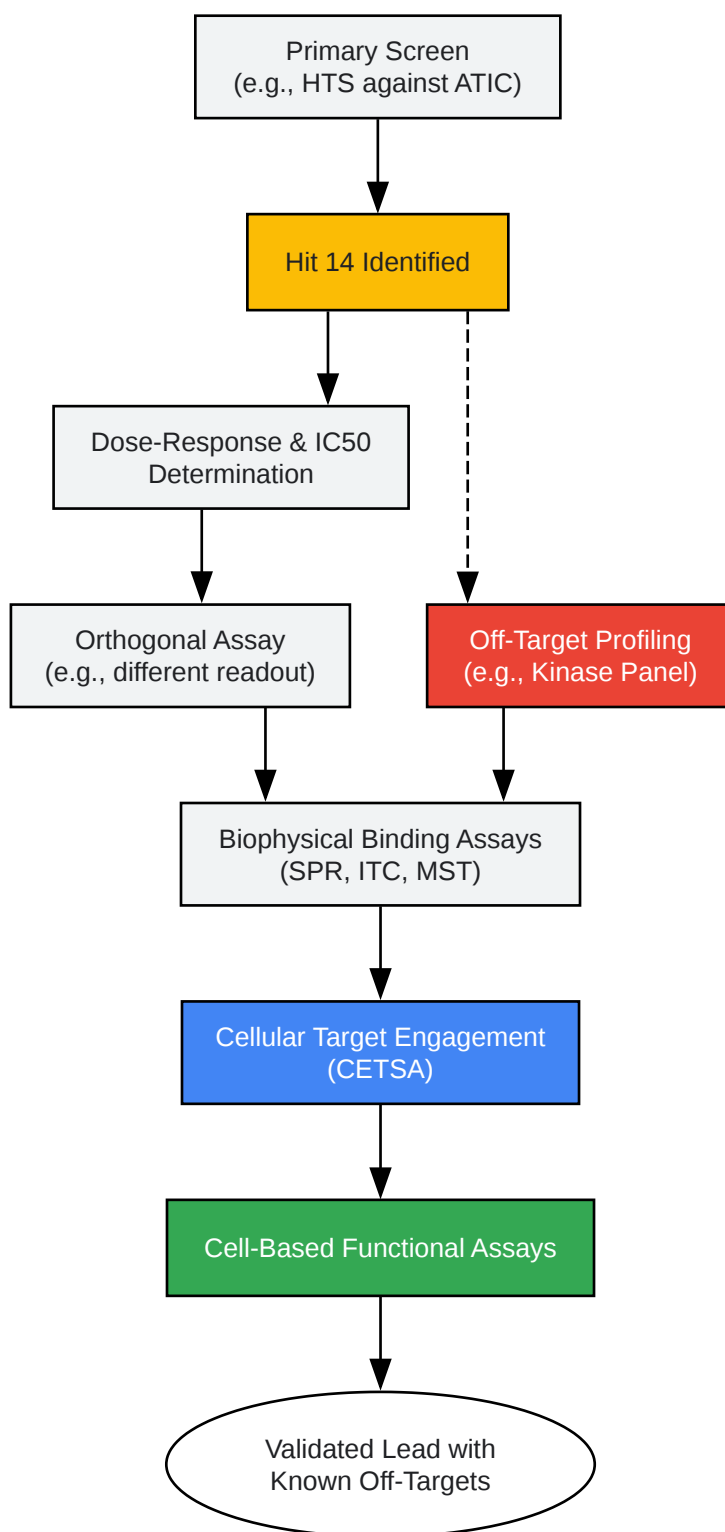 Primary Screen
(e.g., HTS against ATIC)
Hit 14 Identified
Dose-Response & IC50
Determination
Orthogonal Assay
(e.g., different readout)
Off-Target Profiling
(e.g., Kinase Panel)
Biophysical Binding Assays
(SPR, ITC, MST)
Cellular Target Engagement
(CETSA)
Cell-Based Functional Assays
Validated Lead with
Known Off-Targets